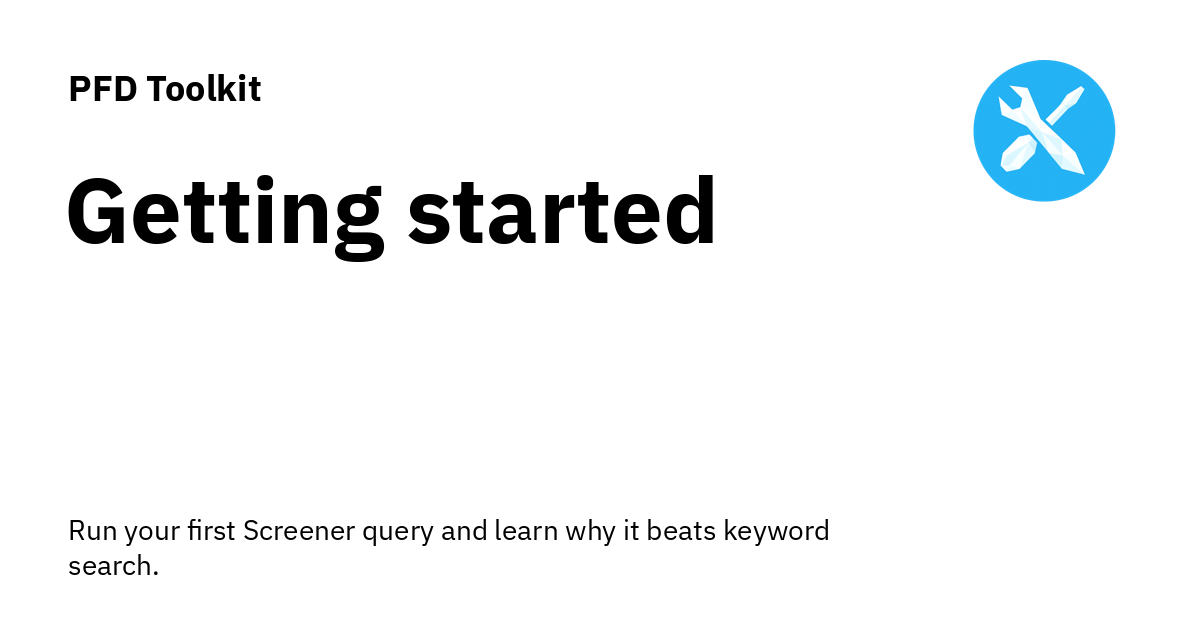 PFD Toolkit
Getting started
Run your first Screener query and learn why it beats keyword
search.